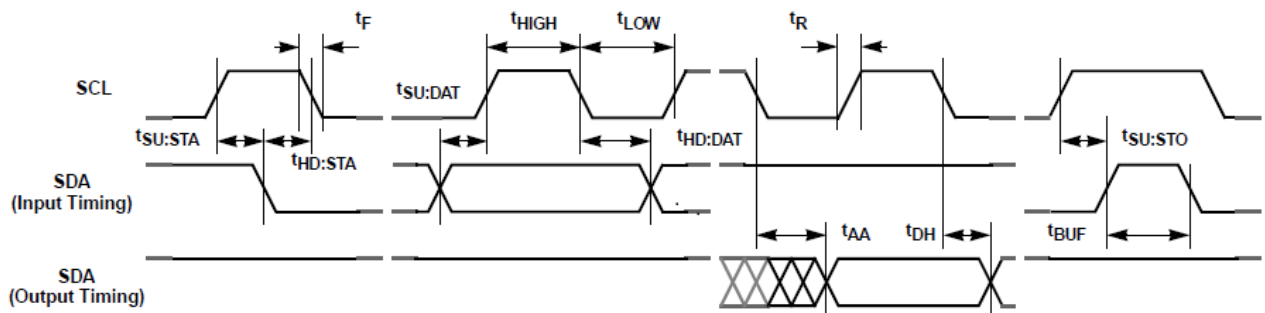 tF
tHIGH
tLOW
tR
SCL
tSU:DAT
tSU:STA
tHD:STA
tHD:DAT
tSU:STO
SDA
(Input Timing)
tAA
tDH
tBUF
SDA
(Output Timing)